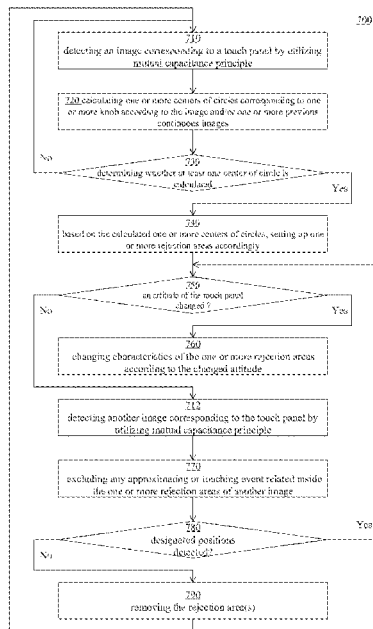 700
710
detecting an image corresponding to a touch panel by utilizing
mutual capacitance principle
720 calculating one or more centers of circles corresponding to one
or more knob according to the image and/or one or more previous
continuous images
No
730
determining whether at least one center of circle is
calculated
Yes
740
based on the calculated one or more centers of circles, setting up one
or more rejection areas accordingly
750
an attitude of the touch panel
changed ?
No
Yes
760
changing characteristics of the one or more rejection areas
according to the changed attitude
712
detecting another image corresponding to the touch panel by
utilizing mutual capacitance principle
770
excluding any approximating or touching event related inside
the one or more rejection areas of another image
780
designated positions
detected?
Yes
No
790
removing the rejection area(s)